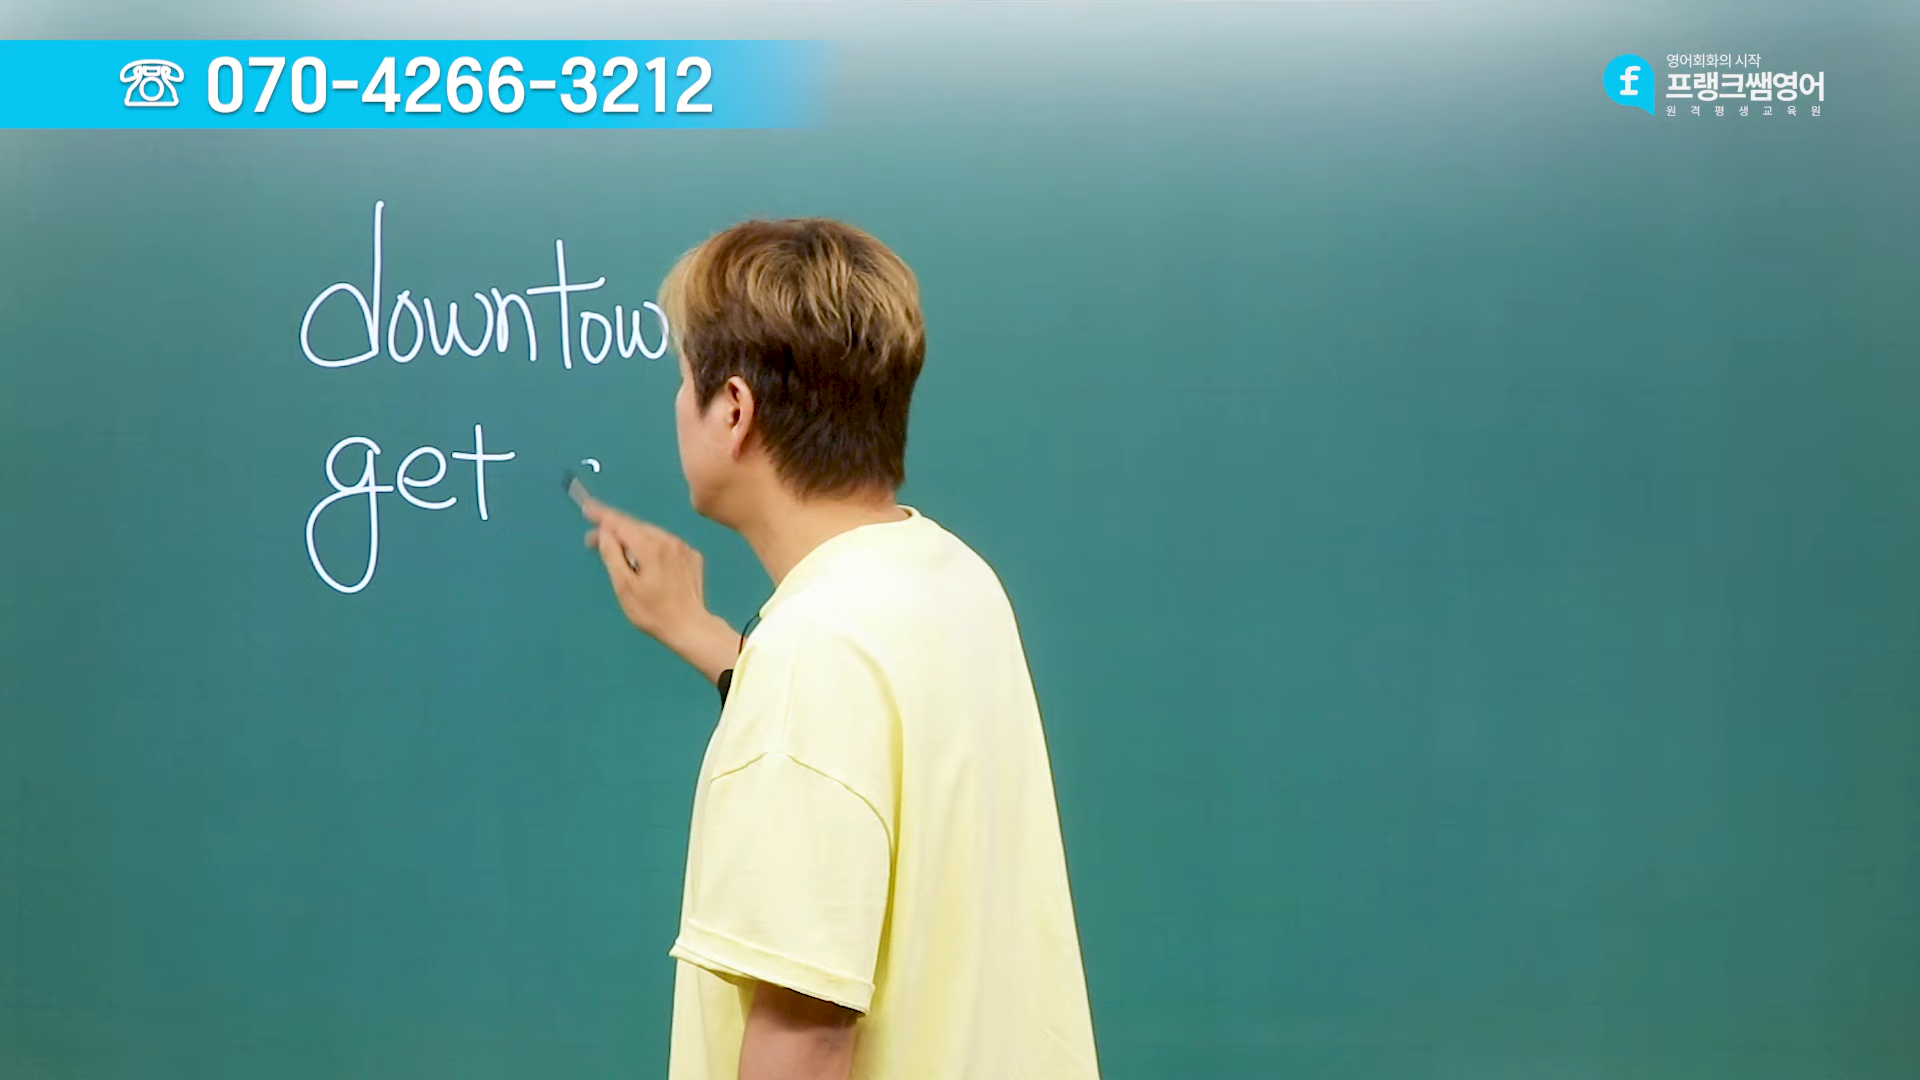 070-4266-3212
영어회화의 시작
프랭크쌤영어
원격평생교육원
downtow
get